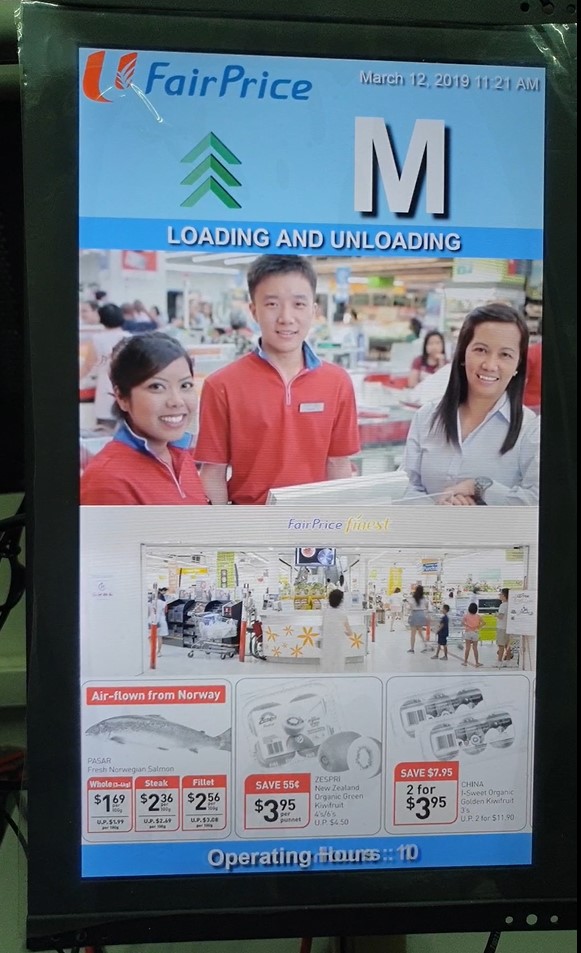 FairPrice
March 12, 2019 11:21 AM
M
LOADING AND UNLOADING
FairPrice finest
Air-flown from Norway
PASAR
Fresh Norwegian Salmon
Whole
Steak
Fillet
$1 69 per 100g
$2 36 per 100g
$2 56 per 100g
U.P. $1.99 per 100g
U.P. $2.69 per 100g
U.P. $3.08 per 100g
SAVE 55¢
$3 95 per punnet
ZESPRI
New Zealand
Organic Green
Kiwifruit
4's/6's
U.P. $4.50
SAVE $7.95
2 for
$3 95
CHINA
I-Sweet Organic
Golden Kiwifruit
3's
U.P. 2 for $11.90
Operating Hours : 10